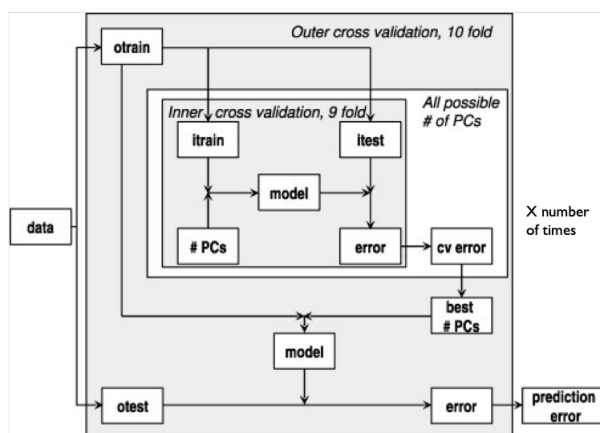 Outer cross validation, 10 fold
otrain
All possible
# of PCs
Inner cross validation, 9 fold
itrain
itest
model
X number
of times
data
# PCs
error
cv error
best
# PCs
model
otest
error
prediction
error